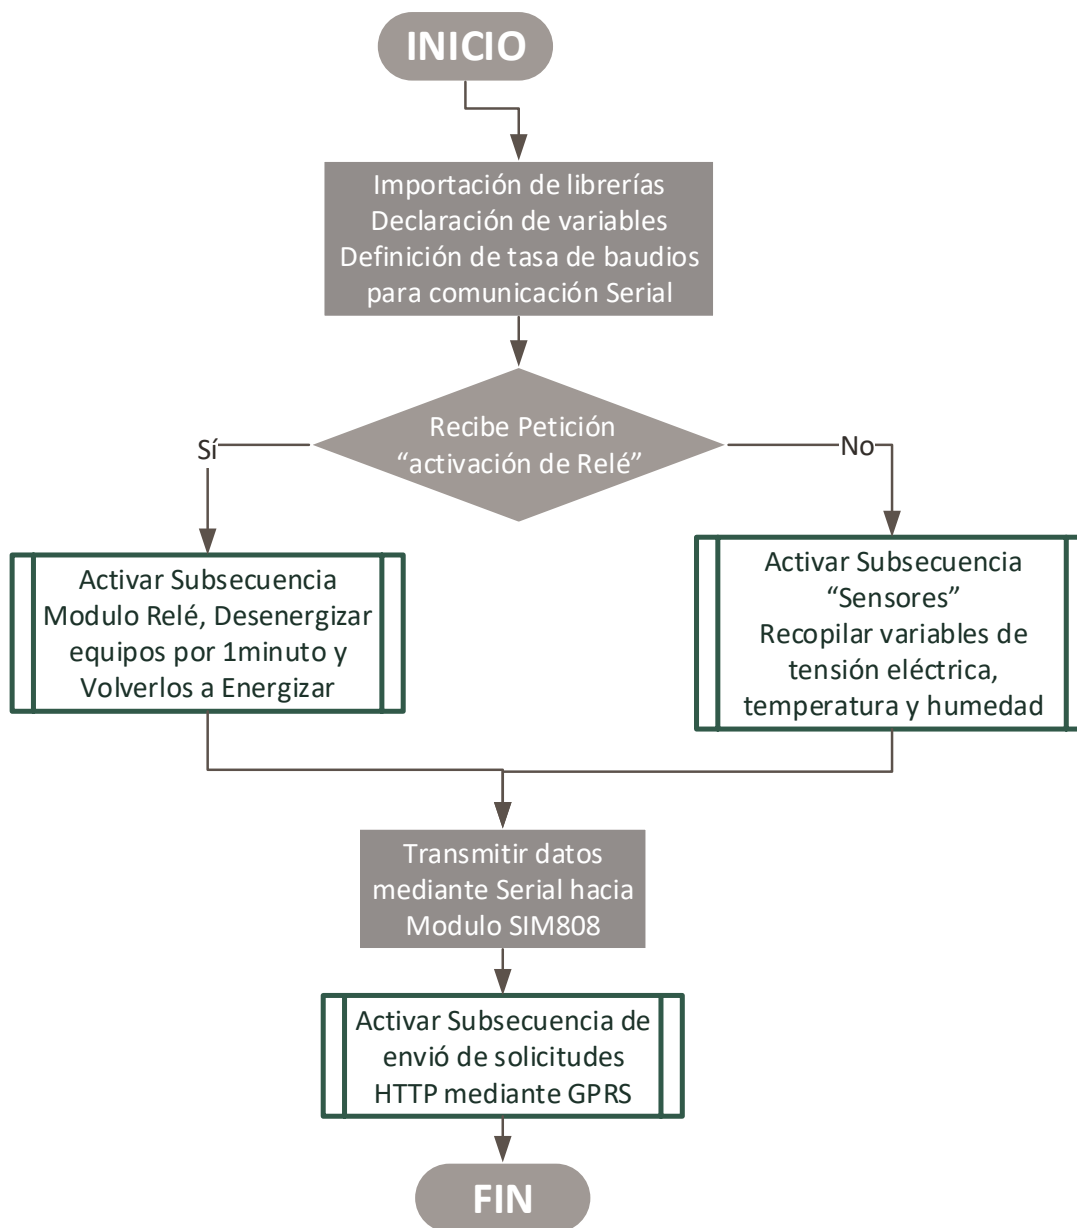 INICIO
Importación de librerías
Declaración de variables
Definición de tasa de baudios
para comunicación Serial
Recibe Petición
“activación de Relé”
Sí
No
Activar Subsecuencia
Modulo Relé, Desenergizar
equipos por 1minuto y
Volverlos a Energizar
Activar Subsecuencia
“Sensores”
Recopilar variables de
tensión eléctrica,
temperatura y humedad
Transmitir datos
mediante Serial hacia
Modulo SIM808
Activar Subsecuencia de
envió de solicitudes
HTTP mediante GPRS
FIN